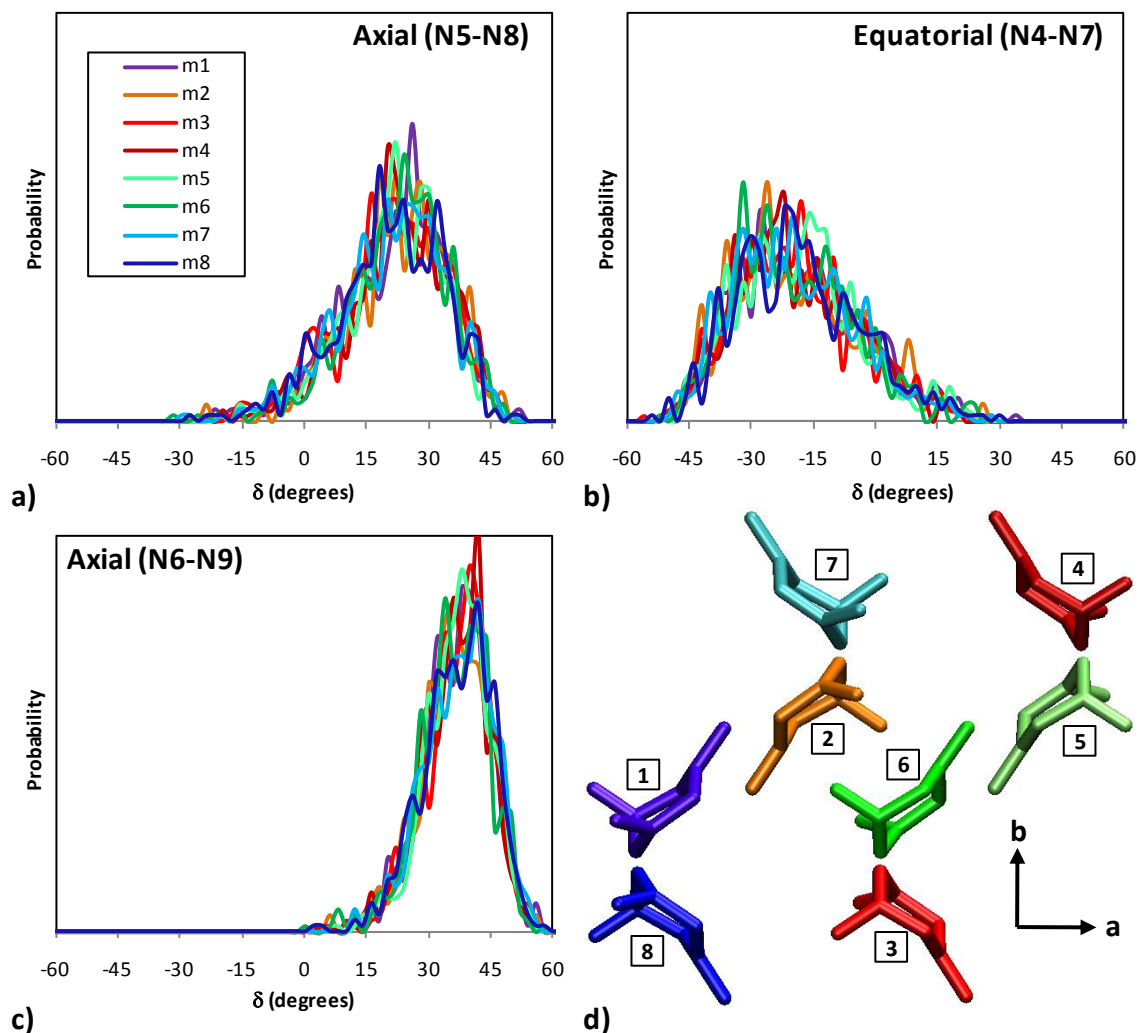 Axial (N5-N8)
Probability
m1
m2
m3
m4
m5
m6
m7
m8
-60 -45 -30 -15 0 15 30 45 60
δ (degrees)
a)
Equatorial (N4-N7)
Probability
-60 -45 -30 -15 0 15 30 45 60
δ (degrees)
b)
Axial (N6-N9)
Probability
-60 -45 -30 -15 0 15 30 45 60
δ (degrees)
c)
7
4
2
5
1
6
8
3
b
a
d)